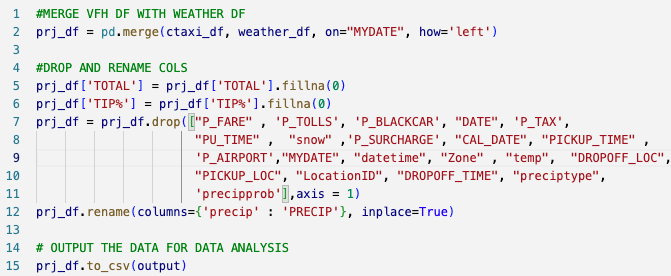 1 #MERGE VFH DF WITH WEATHER DF
2 prj_df = pd.merge(ctaxi_df, weather_df, on="MYDATE", how='left')
3
4 #DROP AND RENAME COLS
5 prj_df['TOTAL'] = prj_df['TOTAL'].fillna(0)
6 prj_df['TIP%'] = prj_df['TIP%'].fillna(0)
7 prj_df = prj_df.drop(["P_FARE" , 'P_TOLLS', 'P_BLACKCAR', "DATE", 'P_TAX',
8 "PU_TIME" , "snow" ,'P_SURCHARGE', "CAL_DATE", "PICKUP_TIME" ,
9 'P_AIRPORT',"MYDATE", "datetime", "Zone" , "temp", "DROPOFF_LOC",
10 "PICKUP_LOC", "LocationID", "DROPOFF_TIME", "preciptype",
11 'precipprob'],axis = 1)
12 prj_df.rename(columns={'precip' : 'PRECIP'}, inplace=True)
13
14 # OUTPUT THE DATA FOR DATA ANALYSIS
15 prj_df.to_csv(output)